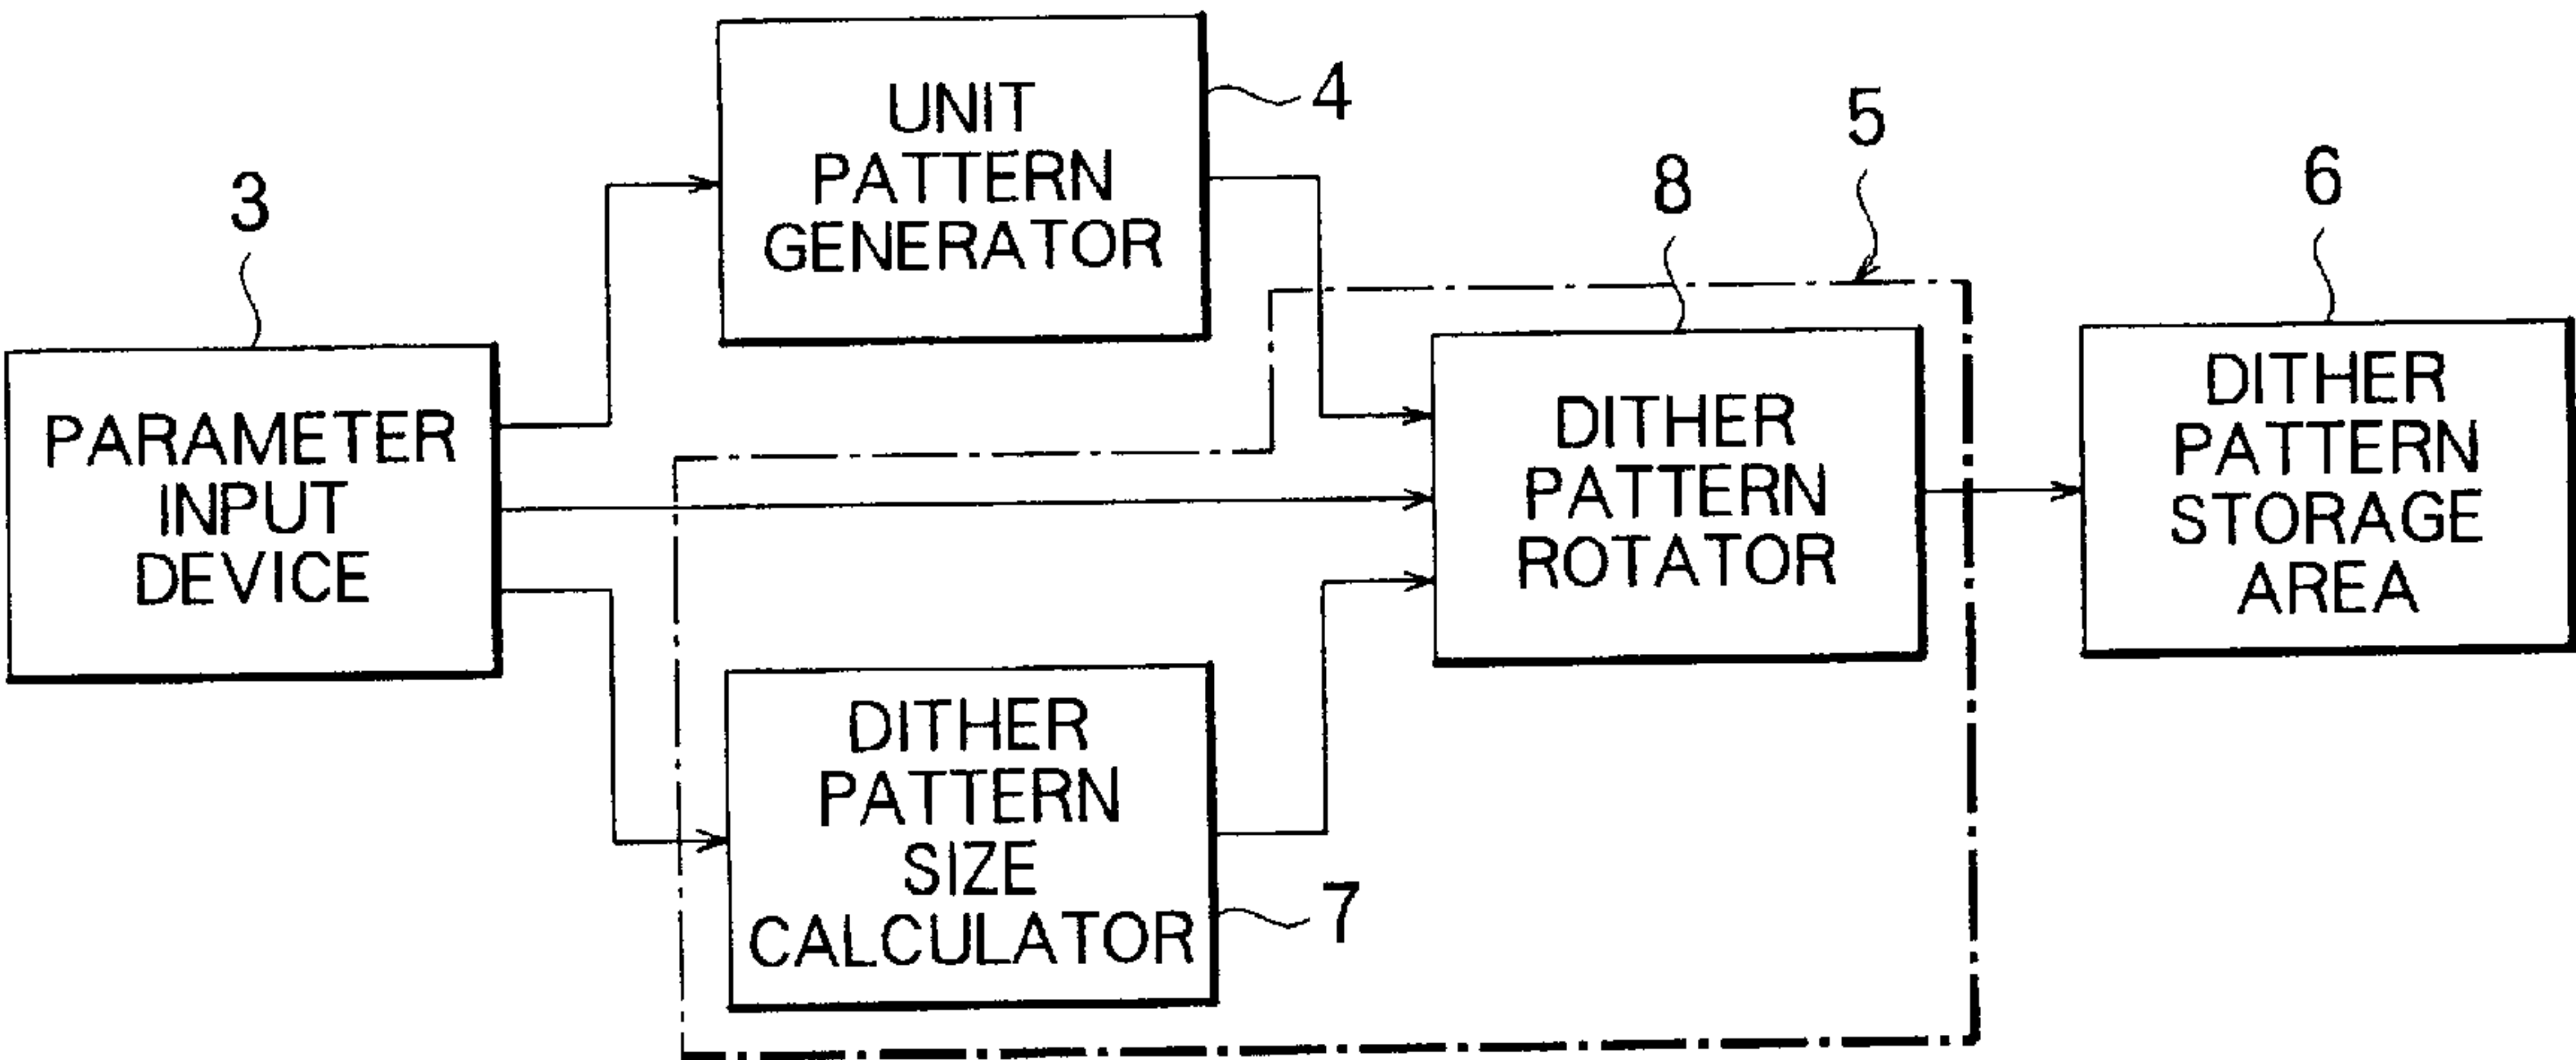 3
PARAMETER
INPUT
DEVICE
4
UNIT
PATTERN
GENERATOR
5
8
DITHER
PATTERN
ROTATOR
6
DITHER
PATTERN
STORAGE
AREA
DITHER
PATTERN
SIZE
CALCULATOR
7